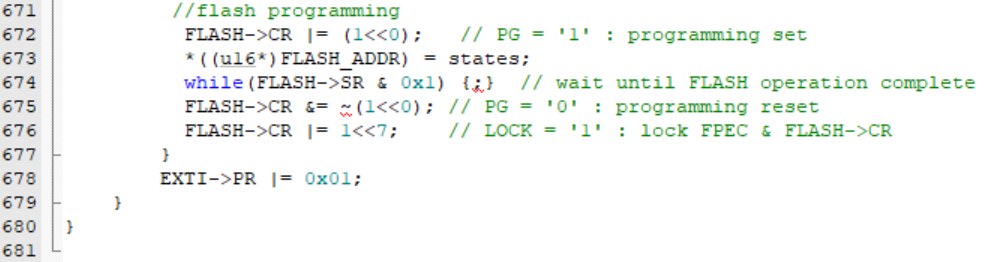 671 //flash programming
672 FLASH->CR |= (1<<0); // PG = '1' : programming set
673 *((u16*)FLASH_ADDR) = states;
674 while(FLASH->SR & 0x1) {;} // wait until FLASH operation complete
675 FLASH->CR &= ~(1<<0); // PG = '0' : programming reset
676 FLASH->CR |= 1<<7; // LOCK = '1' : lock FPEC & FLASH->CR
677 }
678 EXTI->PR |= 0x01;
679 }
680 }
681